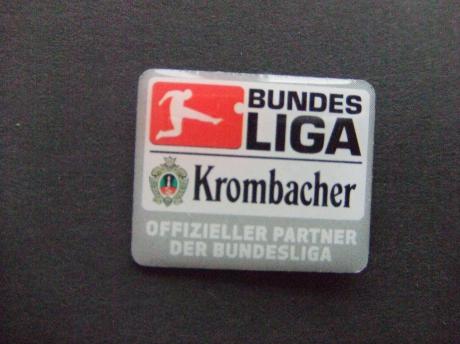 BUNDES
LIGA
Krombacher
OFFIZIELLER PARTNER
DER BUNDESLIGA